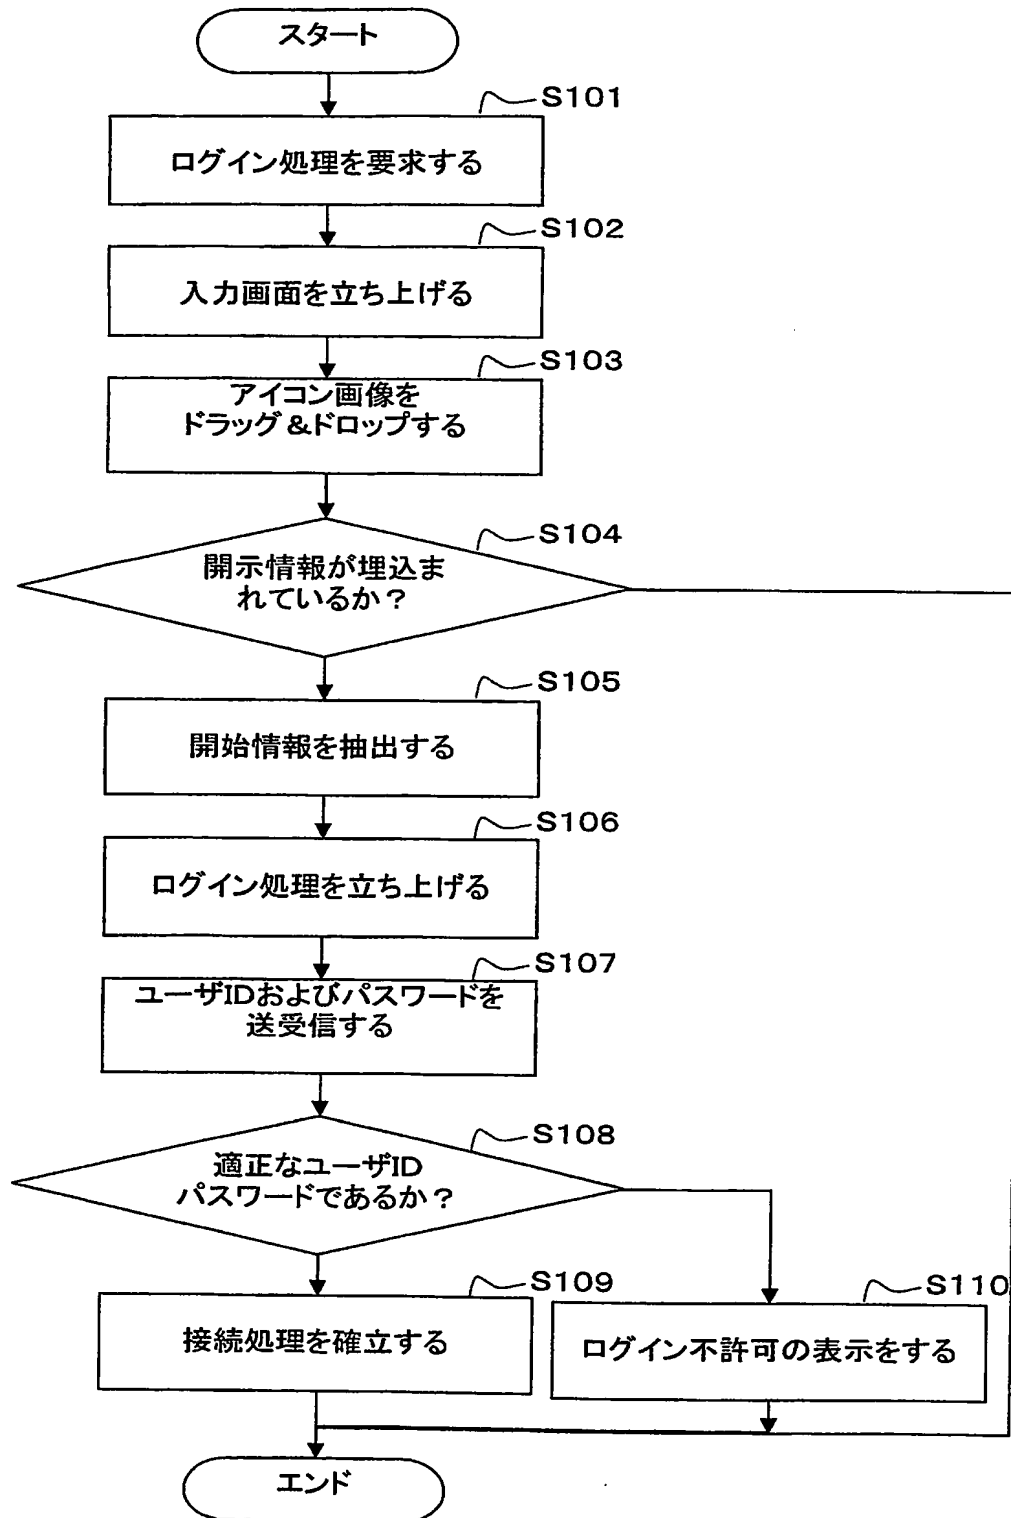 スタート
S101
ログイン処理を要求する
S102
入力画面を立ち上げる
S103
アイコン画像を
ドラッグ&ドロップする
S104
開示情報が埋込ま
れているか?
S105
開始情報を抽出する
S106
ログイン処理を立ち上げる
S107
ユーザIDおよびパスワードを
送受信する
S108
適正なユーザID
パスワードであるか?
S109
接続処理を確立する
S110
ログイン不許可の表示をする
エンド